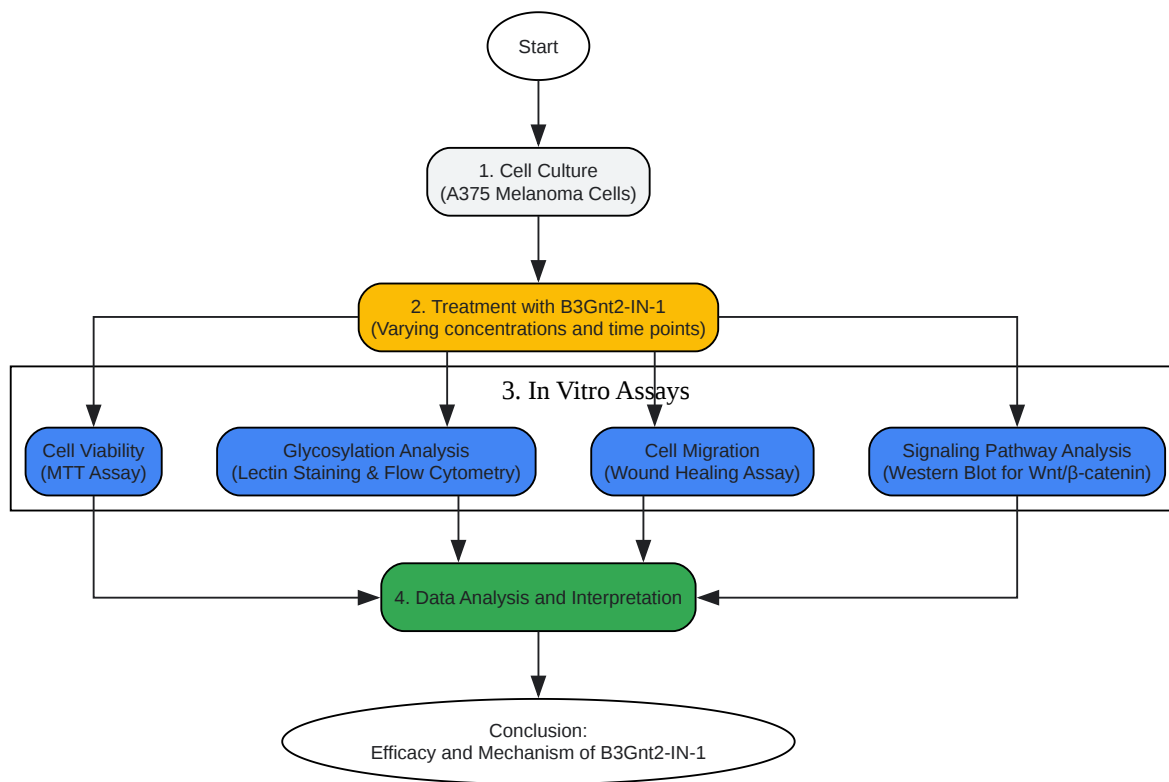 Start
1. Cell Culture
(A375 Melanoma Cells)
2. Treatment with B3Gnt2-IN-1
(Varying concentrations and time points)
3. In Vitro Assays
Cell Viability
(MTT Assay)
Glycosylation Analysis
(Lectin Staining & Flow Cytometry)
Cell Migration
(Wound Healing Assay)
Signaling Pathway Analysis
(Western Blot for Wnt/β-catenin)
4. Data Analysis and Interpretation
Conclusion:
Efficacy and Mechanism of B3Gnt2-IN-1